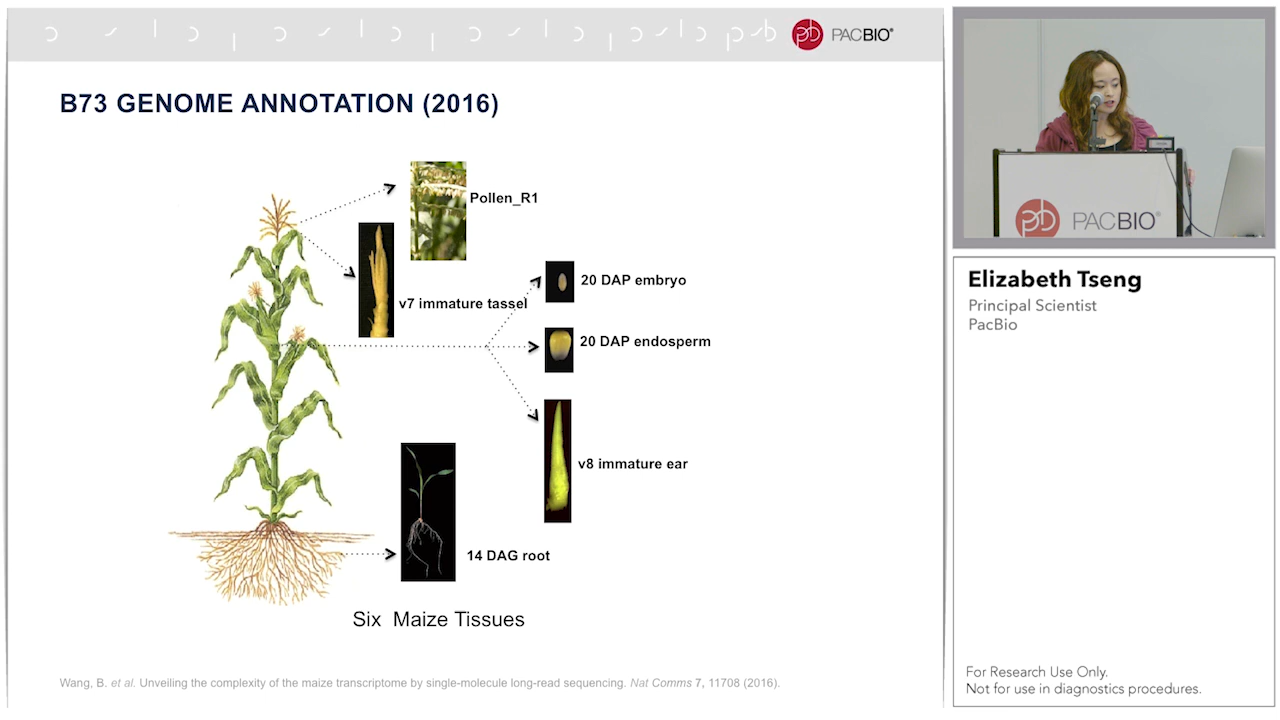 PACBIO®
B73 GENOME ANNOTATION (2016)
Pollen_R1
v7 immature tassel
20 DAP embryo
20 DAP endosperm
v8 immature ear
14 DAG root
Six Maize Tissues
Wang, B. et al. Unveiling the complexity of the maize transcriptome by single-molecule long-read sequencing. Nat Comms 7, 11708 (2016).
PACBIO®
Elizabeth Tseng
Principal Scientist
PacBio
For Research Use Only.
Not for use in diagnostics procedures.